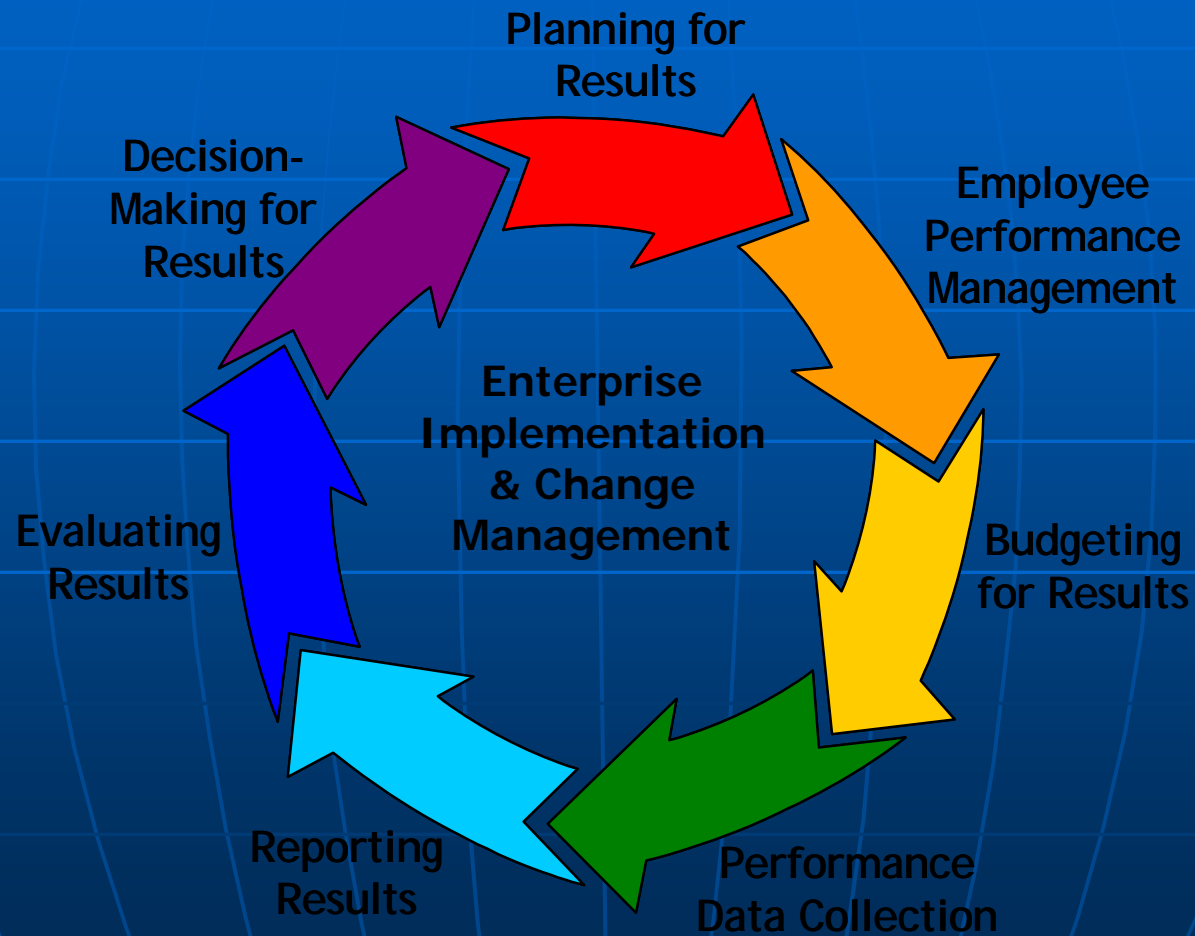 Planning for
Results
Employee
Performance
Management
Budgeting
for Results
Performance
Data Collection
Reporting
Results
Evaluating
Results
Decision-
Making for
Results
Enterprise
Implementation
& Change
Management